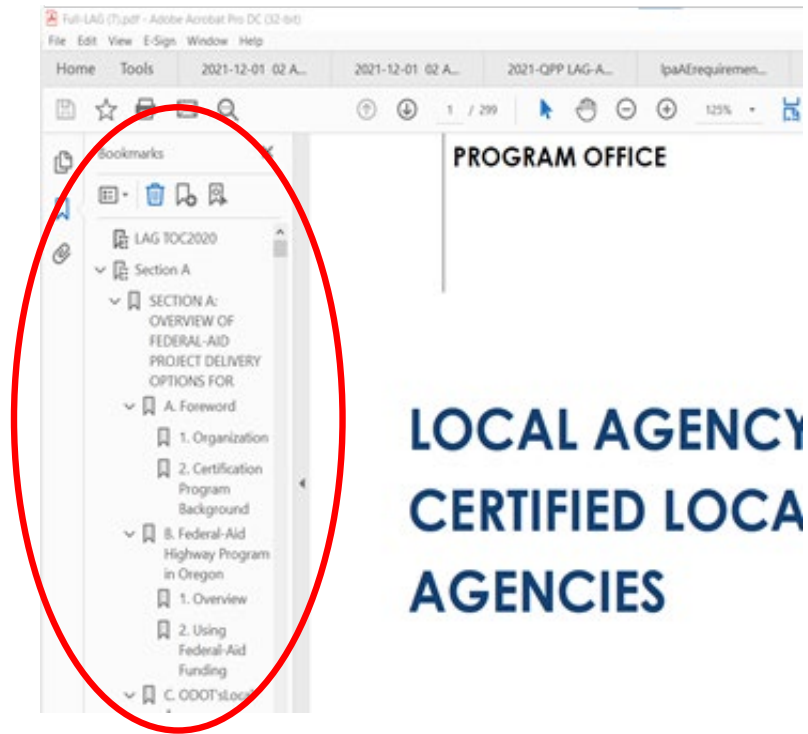 Full-LAG (7).pdf - Adobe Acrobat Pro DC (32-bit)
File Edit View E-Sign Window Help
Home Tools 2021-12-01 02 A... 2021-12-01 02 A... 2021-QPP LAG-A... IpaAErequiremen...
1 / 299 125%
Bookmarks
PROGRAM OFFICE
LAG TOC2020
Section A
SECTION A:
OVERVIEW OF
FEDERAL-AID
PROJECT DELIVERY
OPTIONS FOR
A. Foreword
1. Organization
2. Certification
Program
Background
B. Federal-Aid
Highway Program
in Oregon
1. Overview
2. Using
Federal-Aid
Funding
C. ODOT'sLocal
LOCAL AGENCY
CERTIFIED LOCA
AGENCIES